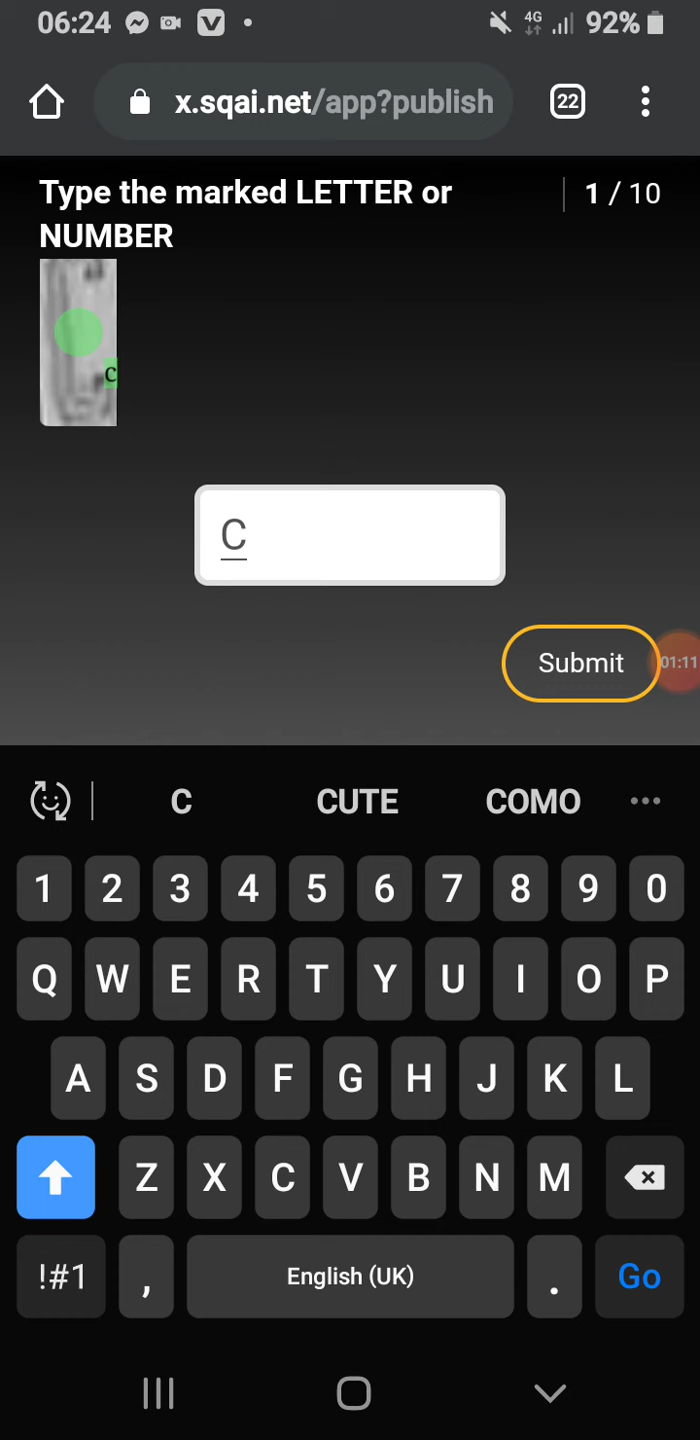 06:24 4G 92%
x.sqai.net/app?publish 22
Type the marked LETTER or
NUMBER
1 / 10
C
C
Submit
01:11
C CUTE COMO
1 2 3 4 5 6 7 8 9 0
Q W E R T Y U I O P
A S D F G H J K L
Z X C V B N M
!#1 , English (UK) . Go